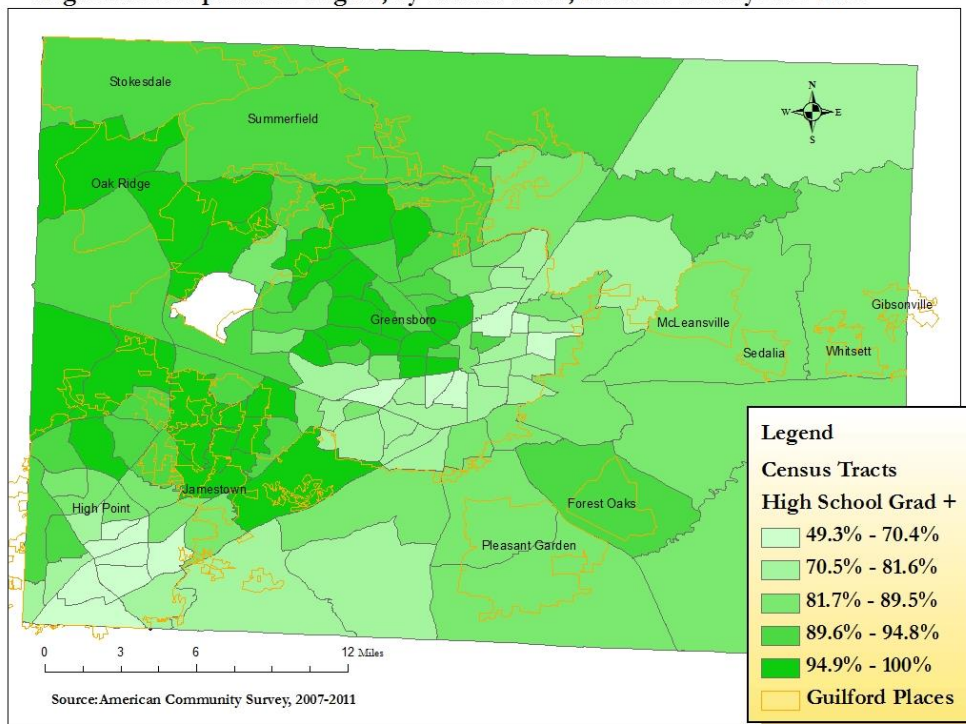 Stokesdale
Summerfield
N
W E
S
Oak Ridge
Greensboro
Gibsonville
McLeansville
Sedalia
Whitsett
Jamestown
High Point
Forest Oaks
Pleasant Garden
Legend
Census Tracts
High School Grad +
49.3% - 70.4%
70.5% - 81.6%
81.7% - 89.5%
89.6% - 94.8%
94.9% - 100%
Guilford Places
0 3 6 12 Miles
Source: American Community Survey, 2007-2011